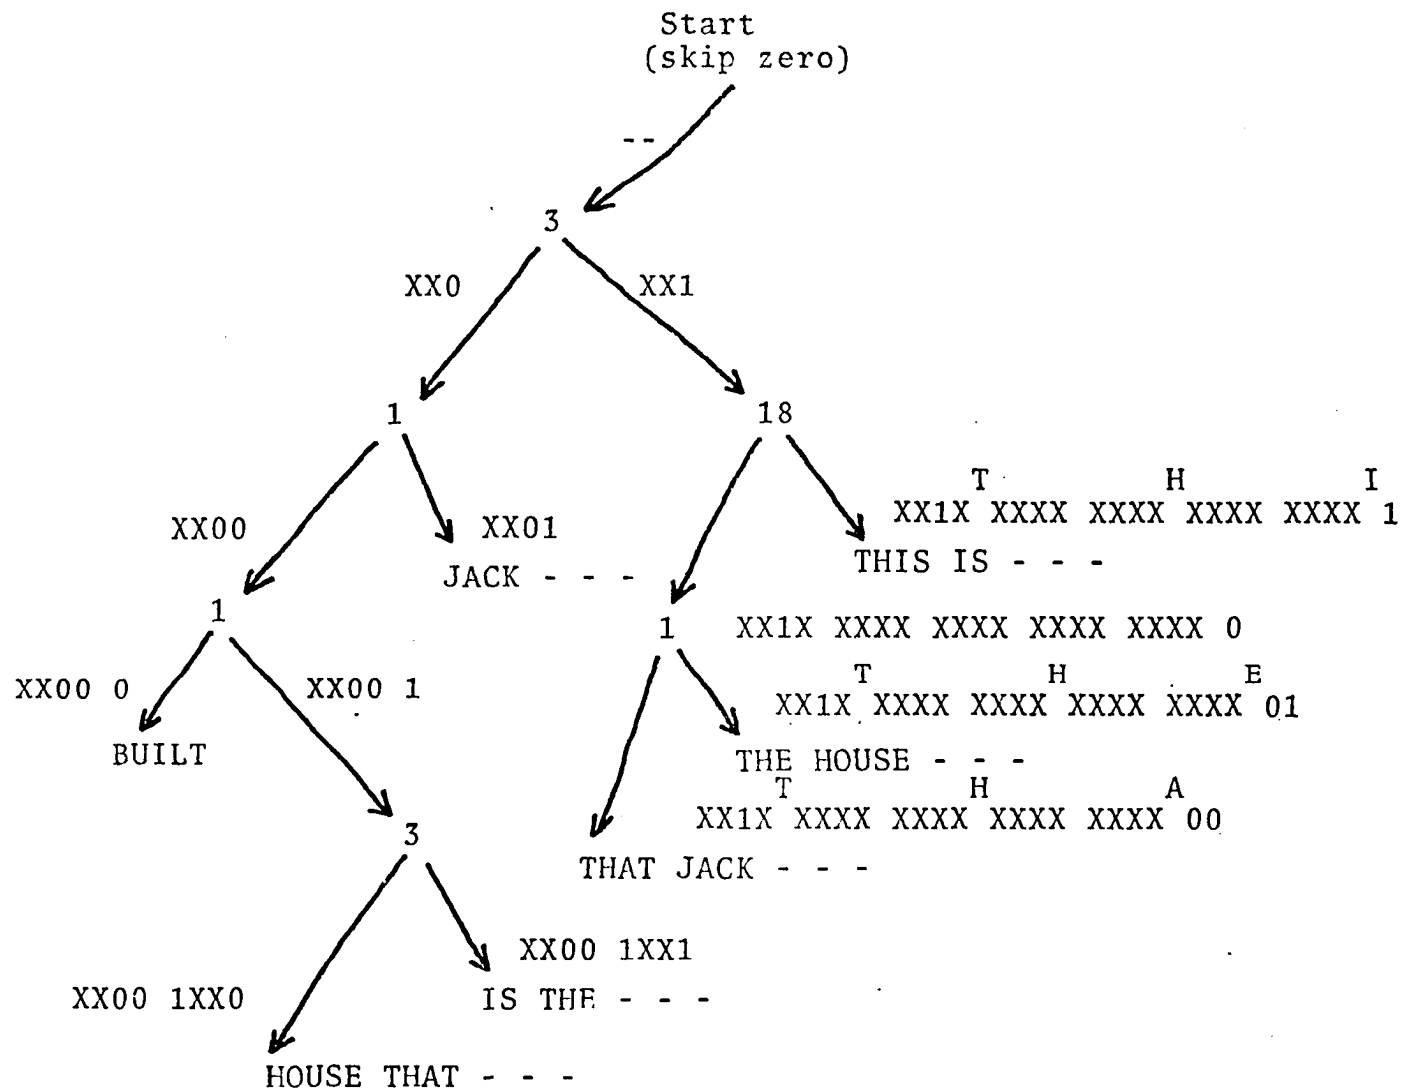 Start
(skip zero)
--
3
XX0 XX1
1 18
T H I
XX1X XXXX XXXX XXXX XXXX 1
XX00 XX01
THIS IS - - -
JACK - - -
1 1 XX1X XXXX XXXX XXXX XXXX 0
T H E
XX00 0 XX00 1 XX1X XXXX XXXX XXXX XXXX 01
BUILT THE HOUSE - - -
T H A
3 XX1X XXXX XXXX XXXX XXXX 00
THAT JACK - - -
XX00 1XX1
XX00 1XX0 IS THE - - -
HOUSE THAT - - -